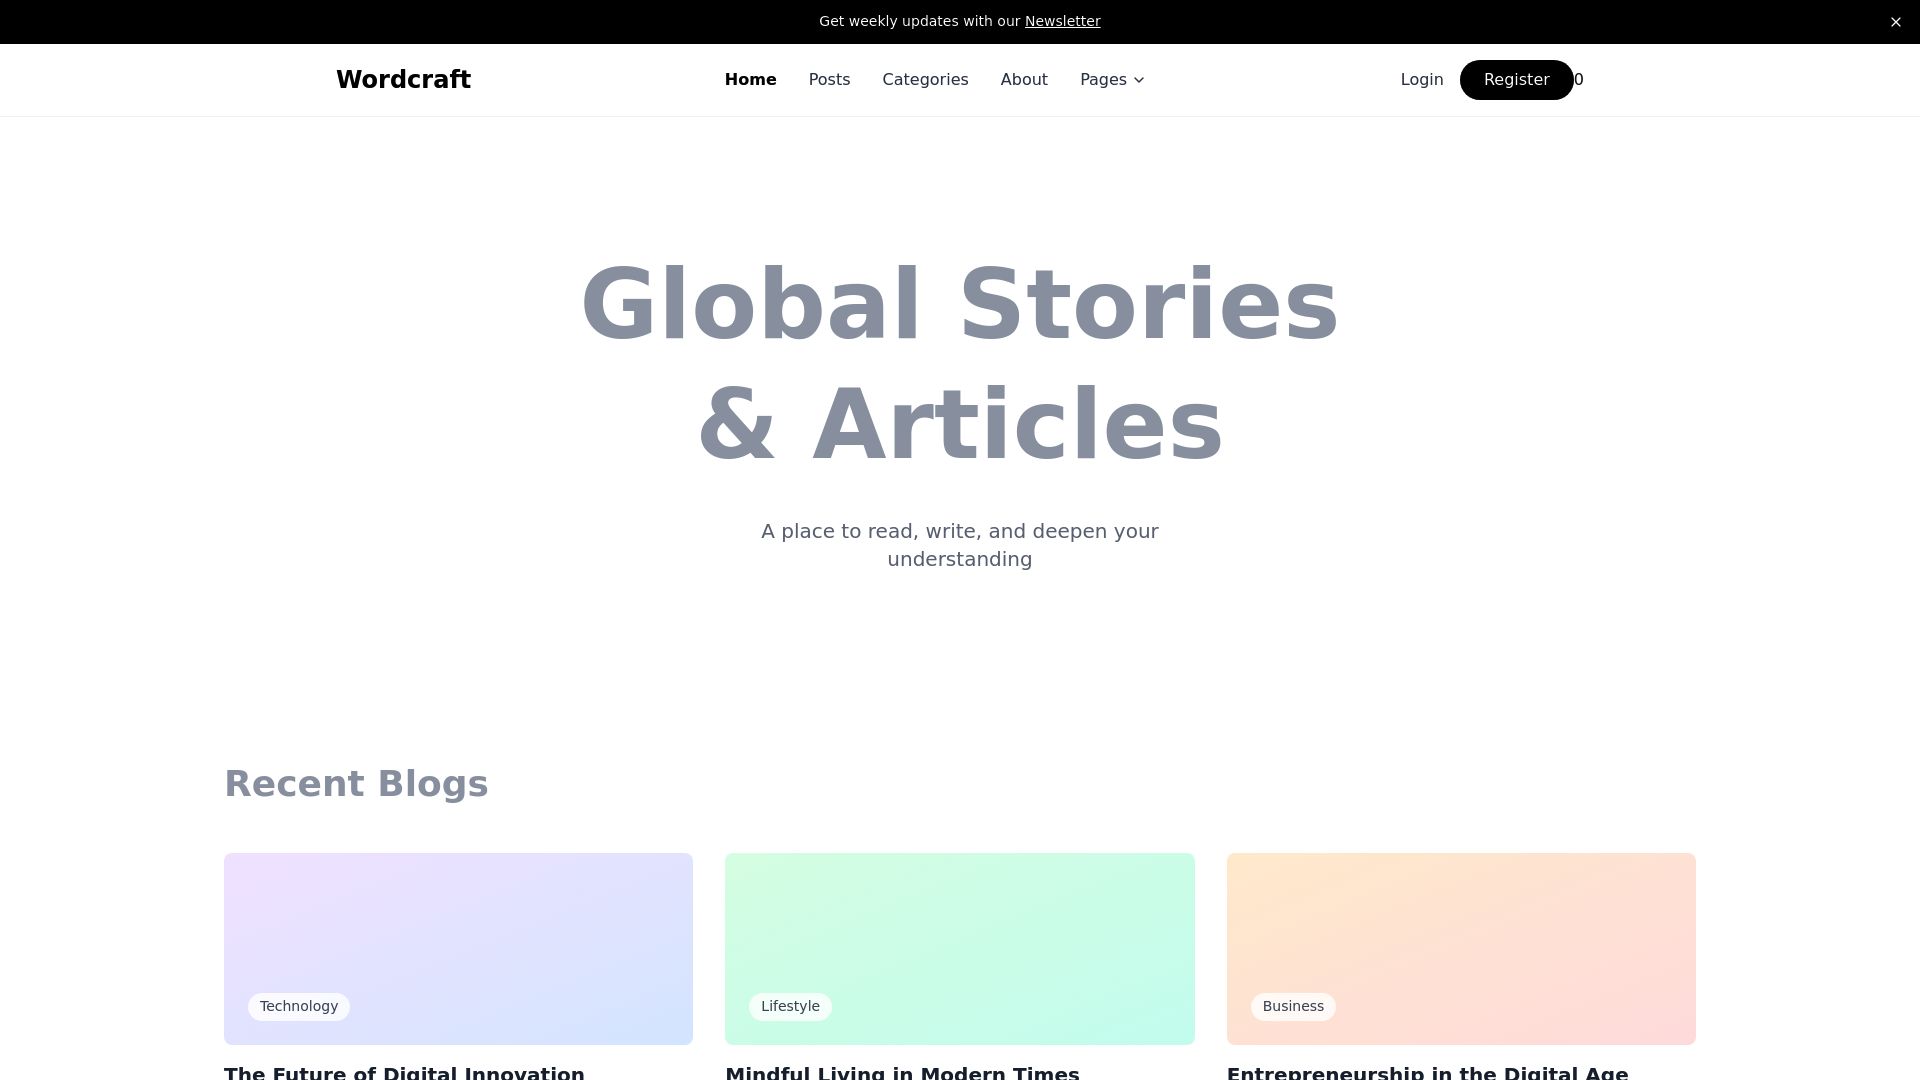 Get weekly updates with our Newsletter
Wordcraft
Home Posts Categories About Pages
Login Register 0
Global Stories
& Articles
A place to read, write, and deepen your
understanding
Recent Blogs
Technology
Lifestyle
Business
The Future of Digital Innovation
Mindful Living in Modern Times
Entrepreneurship in the Digital Age